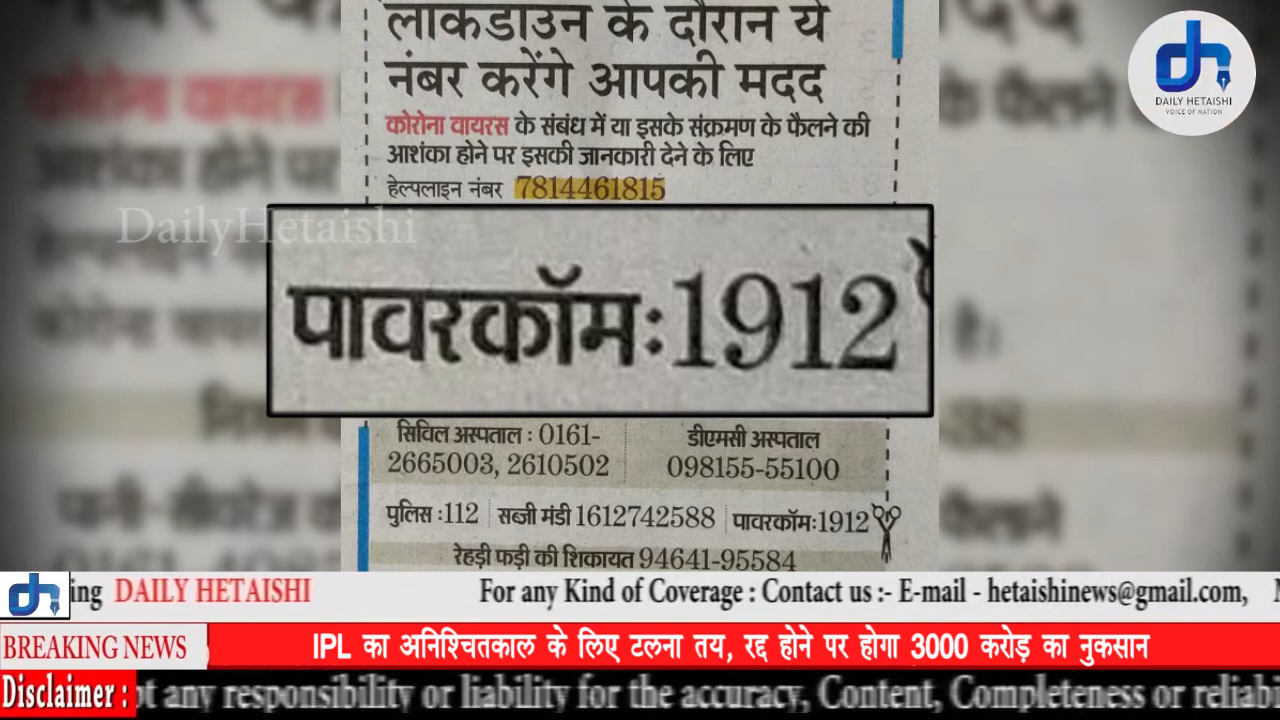 लॉकडाउन के दौरान ये
नंबर करेंगे आपकी मदद
कोरोना वायरस के संबंध में या इसके संक्रमण के फैलने की
आशंका होने पर इसकी जानकारी देने के लिए
हेल्पलाइन नंबर 7814461815
DailyHetaishi
पावरकॉमः1912
सिविल अस्पताल : 0161-
2665003, 2610502
डीएमसी अस्पताल
098155-55100
पुलिस :112
सब्जी मंडी 1612742588
पावरकॉमः1912
रेहड़ी फड़ी की शिकायत 94641-95584
dh
DAILY HETAISHI
VOICE OF NATION
dh
ing DAILY HETAISHI
For any Kind of Coverage : Contact us :- E-mail - hetaishinews@gmail.com,
BREAKING NEWS
IPL का अनिश्चितकाल के लिए टलना तय, रद्द होने पर होगा 3000 करोड़ का नुकसान
Disclaimer :
t any responsibility or liability for the accuracy, Content, Completeness or reliabi